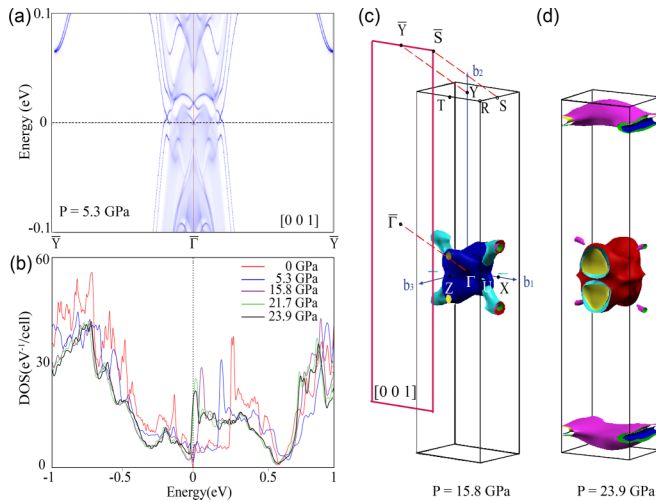 (a)
0.1
Energy (eV)
0
-0.1
P = 5.3 GPa
[0 0 1]
Y̅
Γ̅
Y̅
(b)
60
30
0
DOS(eV⁻¹/cell)
0 GPa
5.3 GPa
15.8 GPa
21.7 GPa
23.9 GPa
-1
-0.5
0
0.5
1
Energy(eV)
(c)
Y̅
S̅
b₂
Y
T
R
S
Γ̅
b₃
Z
Γ
U
X
b₁
[0 0 1]
P = 15.8 GPa
(d)
P = 23.9 GPa